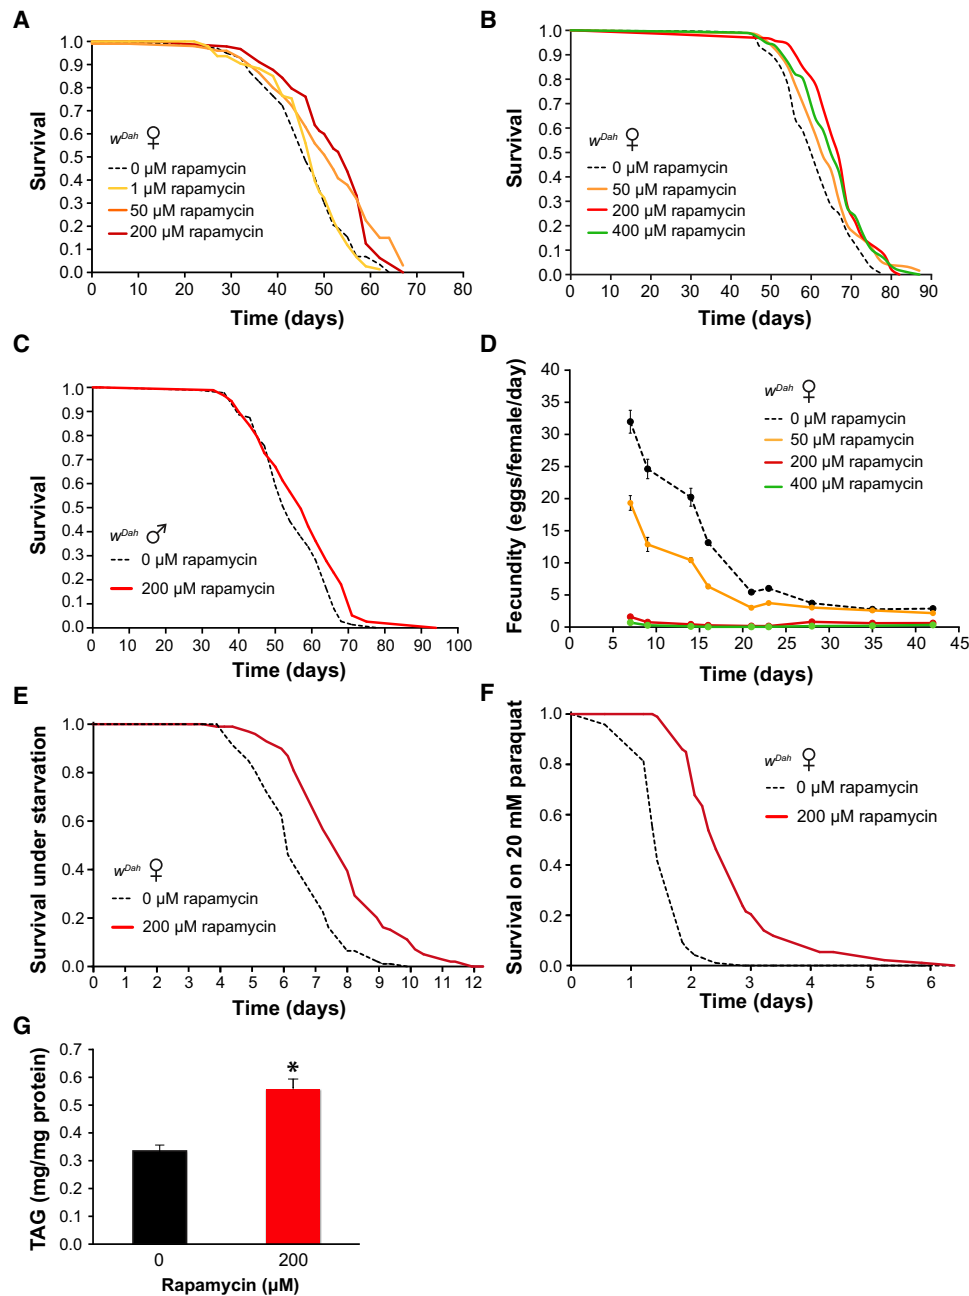 A
1.0
0.9
0.8
0.7
0.6
0.5
0.4
0.3
0.2
0.1
0.0
Survival
w^Dah ♀
0 µM rapamycin
1 µM rapamycin
50 µM rapamycin
200 µM rapamycin
0 10 20 30 40 50 60 70 80
Time (days)
B
1.0
0.9
0.8
0.7
0.6
0.5
0.4
0.3
0.2
0.1
0.0
Survival
w^Dah ♀
0 µM rapamycin
50 µM rapamycin
200 µM rapamycin
400 µM rapamycin
0 10 20 30 40 50 60 70 80 90
Time (days)
C
1.0
0.9
0.8
0.7
0.6
0.5
0.4
0.3
0.2
0.1
0.0
Survival
w^Dah ♂
0 µM rapamycin
200 µM rapamycin
0 10 20 30 40 50 60 70 80 90 100
Time (days)
D
40
35
30
25
20
15
10
5
0
Fecundity (eggs/female/day)
w^Dah ♀
0 µM rapamycin
50 µM rapamycin
200 µM rapamycin
400 µM rapamycin
0 5 10 15 20 25 30 35 40 45
Time (days)
E
1.0
0.8
0.6
0.4
0.2
0.0
Survival under starvation
w^Dah ♀
0 µM rapamycin
200 µM rapamycin
0 1 2 3 4 5 6 7 8 9 10 11 12
Time (days)
F
1.0
0.8
0.6
0.4
0.2
0.0
Survival on 20 mM paraquat
w^Dah ♀
0 µM rapamycin
200 µM rapamycin
0 1 2 3 4 5 6
Time (days)
G
0.7
0.6
0.5
0.4
0.3
0.2
0.1
0.0
TAG (mg/mg protein)
*
0 200
Rapamycin (µM)